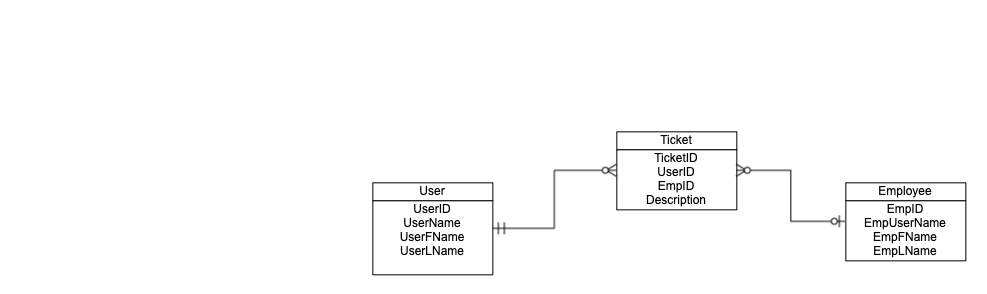 User
UserID
UserName
UserFName
UserLName
Ticket
TicketID
UserID
EmpID
Description
Employee
EmpID
EmpUserName
EmpFName
EmpLName